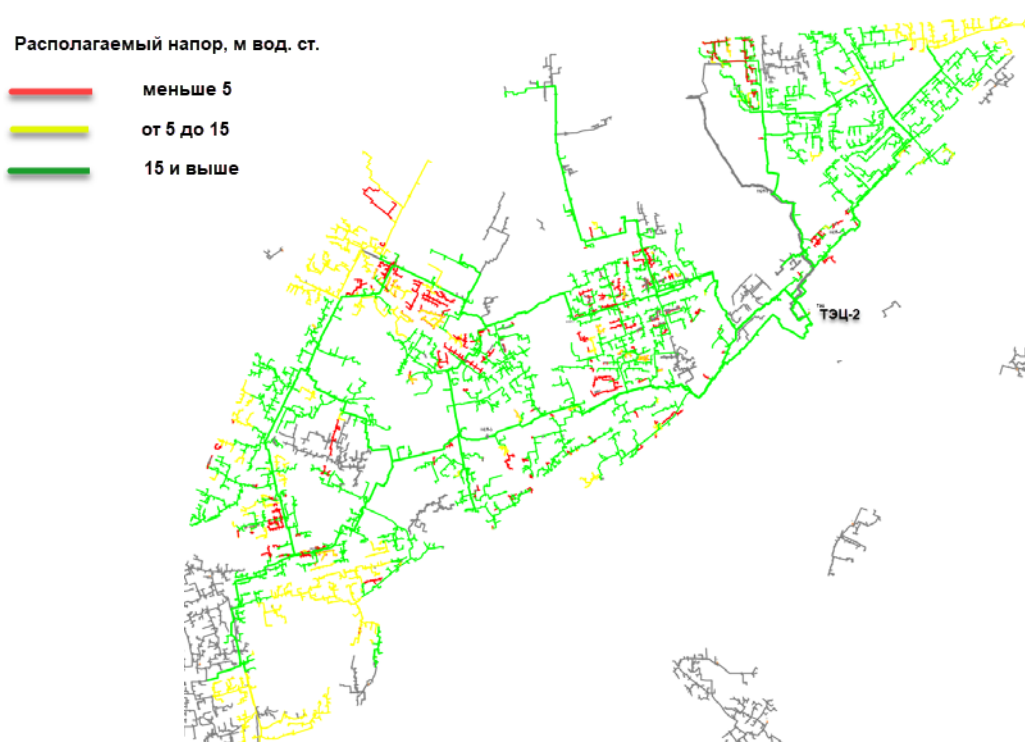 Располагаемый напор, м вод. ст.
меньше 5
от 5 до 15
15 и выше
ТЭЦ-2